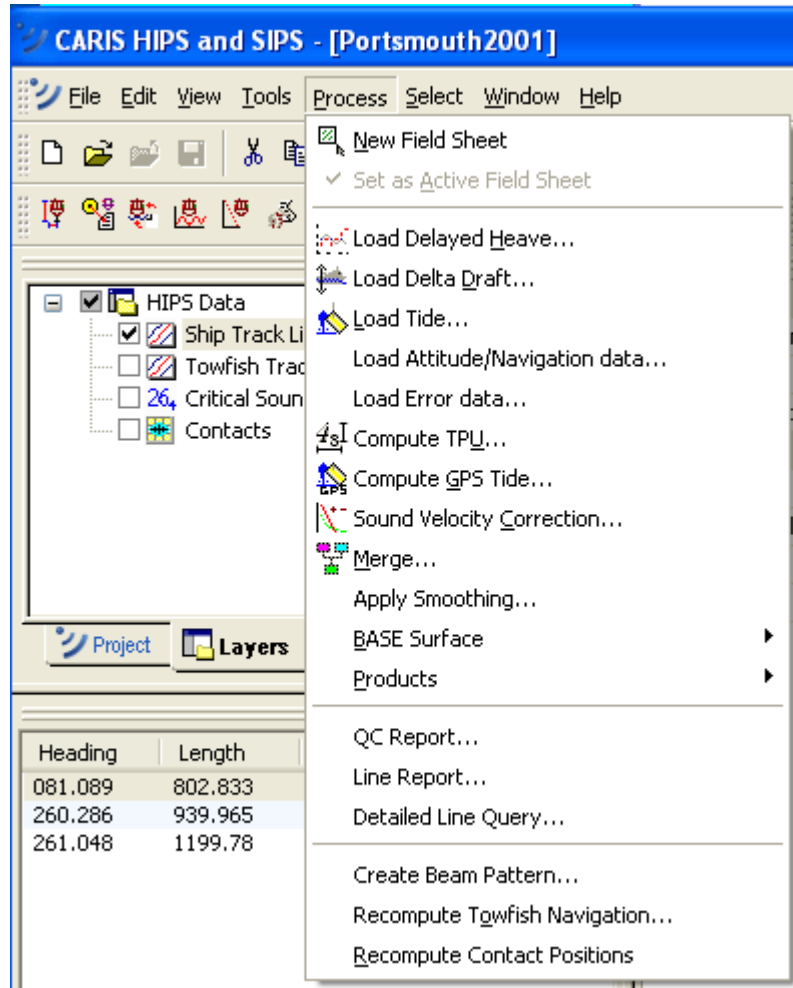 CARIS HIPS and SIPS - [Portsmouth2001]
File Edit View Tools Process Select Window Help
New Field Sheet
Set as Active Field Sheet
Load Delayed Heave...
Load Delta Draft...
Load Tide...
Load Attitude/Navigation data...
Load Error data...
Compute TPU...
Compute GPS Tide...
Sound Velocity Correction...
Merge...
Apply Smoothing...
BASE Surface
Products
QC Report...
Line Report...
Detailed Line Query...
Create Beam Pattern...
Recompute Towfish Navigation...
Recompute Contact Positions
HIPS Data
Ship Track Li
Towfish Trac
Critical Soun
Contacts
Project Layers
Heading Length
081.089 802.833
260.286 939.965
261.048 1199.78